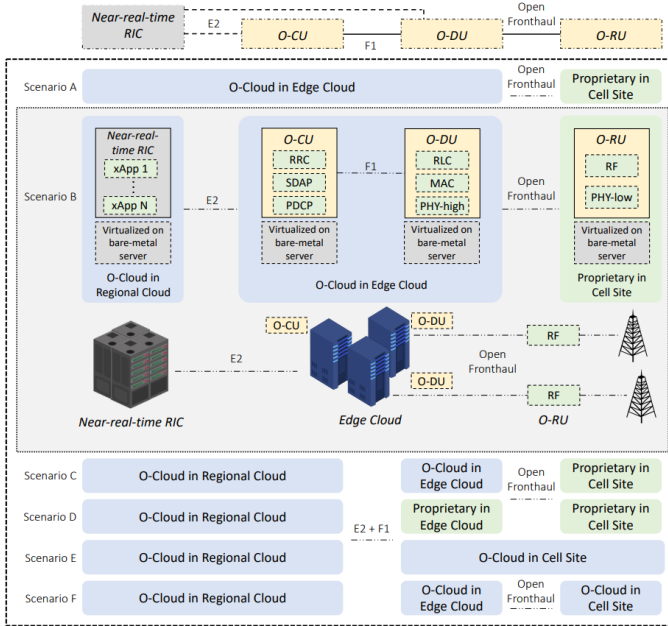 Near-real-time
RIC
E2
O-CU
F1
O-DU
Open
Fronthaul
O-RU
Scenario A
O-Cloud in Edge Cloud
Open
Fronthaul
Proprietary in
Cell Site
Scenario B
Near-real-
time RIC
xApp 1
xApp N
Virtualized on
bare-metal
server
O-Cloud in
Regional Cloud
E2
O-CU
RRC
SDAP
PDCP
Virtualized on
bare-metal
server
F1
O-DU
RLC
MAC
PHY-high
Virtualized on
bare-metal
server
O-Cloud in Edge Cloud
Open
Fronthaul
O-RU
RF
PHY-low
Virtualized on
bare-metal
server
Proprietary in
Cell Site
Near-real-time RIC
E2
O-CU
O-DU
O-DU
Edge Cloud
Open
Fronthaul
RF
RF
O-RU
Scenario C
O-Cloud in Regional Cloud
O-Cloud in
Edge Cloud
Open
Fronthaul
Proprietary in
Cell Site
Scenario D
O-Cloud in Regional Cloud
Proprietary in
Edge Cloud
Proprietary in
Cell Site
E2 + F1
Scenario E
O-Cloud in Regional Cloud
O-Cloud in Cell Site
Scenario F
O-Cloud in Regional Cloud
O-Cloud in
Edge Cloud
Open
Fronthaul
O-Cloud in
Cell Site